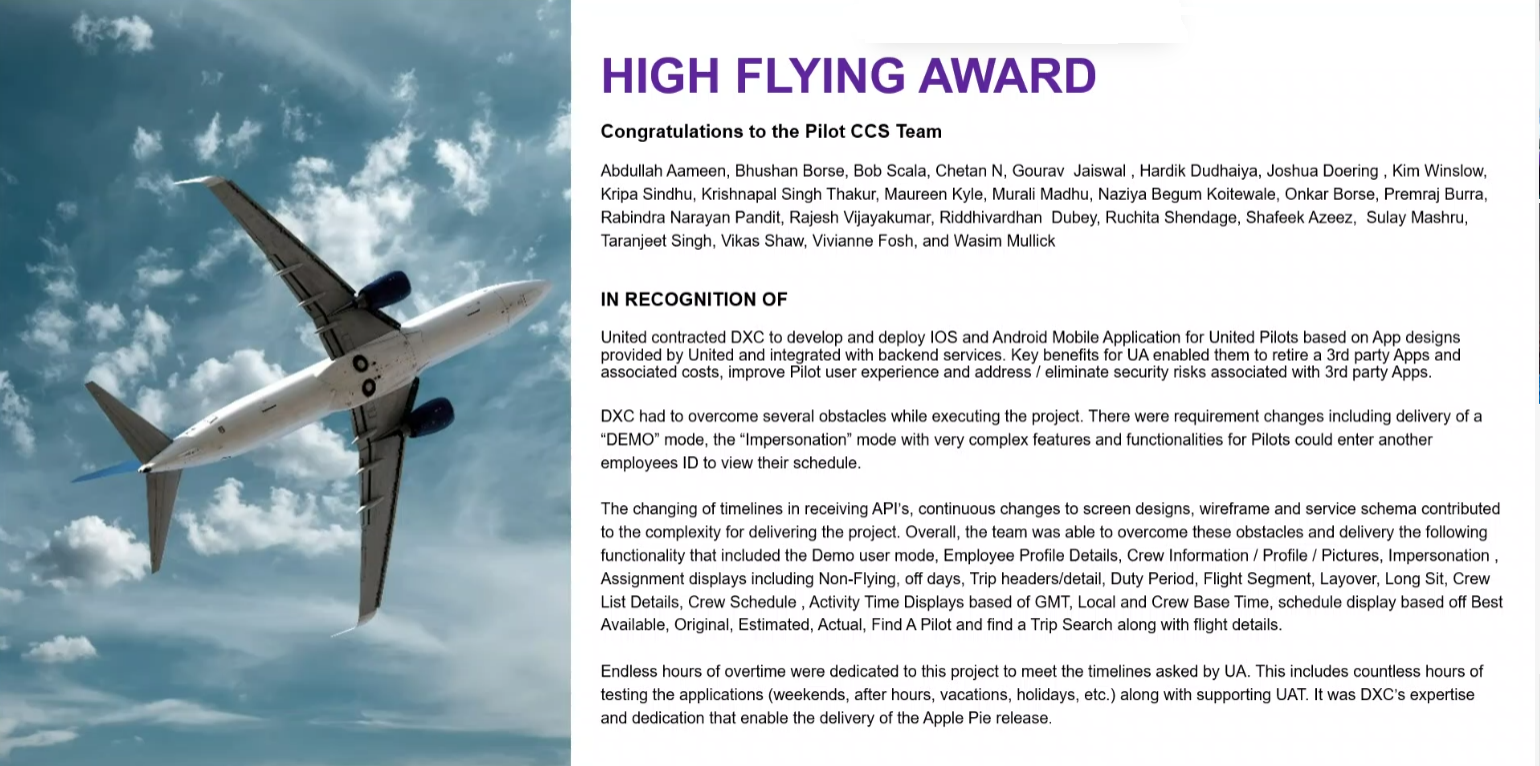 HIGH FLYING AWARD
Congratulations to the Pilot CCS Team
Abdullah Aameen, Bhushan Borse, Bob Scala, Chetan N, Gourav  Jaiswal , Hardik Dudhaiya, Joshua Doering , Kim Winslow,
Kripa Sindhu, Krishnapal Singh Thakur, Maureen Kyle, Murali Madhu, Naziya Begum Koitewale, Onkar Borse, Premraj Burra,
Rabindra Narayan Pandit, Rajesh Vijayakumar, Riddhivardhan  Dubey, Ruchita Shendage, Shafeek Azeez,  Sulay Mashru,
Taranjeet Singh, Vikas Shaw, Vivianne Fosh, and Wasim Mullick
IN RECOGNITION OF
United contracted DXC to develop and deploy IOS and Android Mobile Application for United Pilots based on App designs
provided by United and integrated with backend services. Key benefits for UA enabled them to retire a 3rd party Apps and
associated costs, improve Pilot user experience and address / eliminate security risks associated with 3rd party Apps.
DXC had to overcome several obstacles while executing the project. There were requirement changes including delivery of a
“DEMO” mode, the “Impersonation” mode with very complex features and functionalities for Pilots could enter another
employees ID to view their schedule.
The changing of timelines in receiving API's, continuous changes to screen designs, wireframe and service schema contributed
to the complexity for delivering the project. Overall, the team was able to overcome these obstacles and delivery the following
functionality that included the Demo user mode, Employee Profile Details, Crew Information / Profile / Pictures, Impersonation ,
Assignment displays including Non-Flying, off days, Trip headers/detail, Duty Period, Flight Segment, Layover, Long Sit, Crew
List Details, Crew Schedule , Activity Time Displays based of GMT, Local and Crew Base Time, schedule display based off Best
Available, Original, Estimated, Actual, Find A Pilot and find a Trip Search along with flight details.
Endless hours of overtime were dedicated to this project to meet the timelines asked by UA. This includes countless hours of
testing the applications (weekends, after hours, vacations, holidays, etc.) along with supporting UAT. It was DXC's expertise
and dedication that enable the delivery of the Apple Pie release.